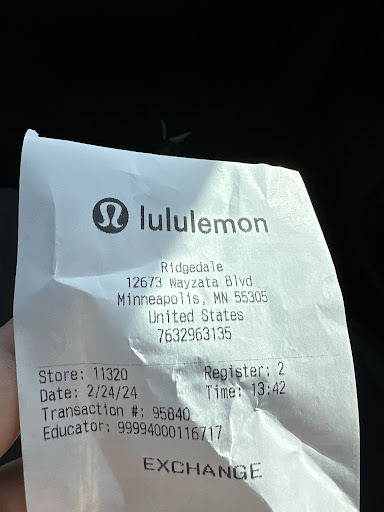 lululemon
Ridgedale
12673 Wayzata Blvd
Minneapolis, MN 55305
United States
7632963135
Store: 11320 Register: 2
Date: 2/24/24 Time: 13:42
Transaction #: 95840
Educator: 99994000116717
EXCHANGE